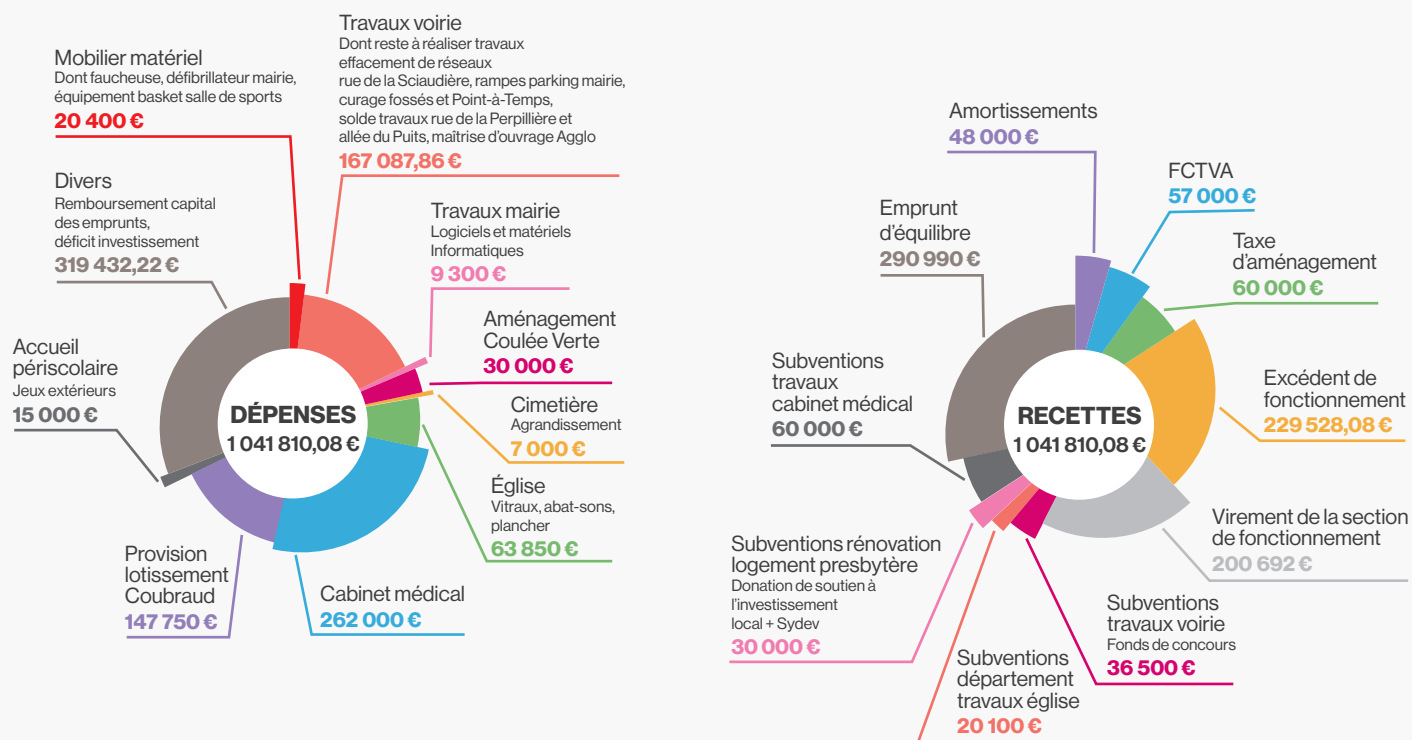 Travaux voirie
Dont reste à réaliser travaux
effacement de réseaux
rue de la Sciaudière, rampes parking mairie,
curage fossés et Point-à-Temps,
solde travaux rue de la Perpillière et
allée du Puits, maîtrise d'ouvrage Agglo
167 087,86 €
Mobilier matériel
Dont faucheuse, défibrillateur mairie,
équipement basket salle de sports
20 400 €
Divers
Remboursement capital
des emprunts,
déficit investissement
319 432,22 €
Travaux mairie
Logiciels et matériels
Informatiques
9 300 €
Aménagement
Coulée Verte
30 000 €
Accueil
périscolaire
Jeux extérieurs
15 000 €
DÉPENSES
1 041 810,08 €
Cimetière
Agrandissement
7 000 €
Église
Vitraux, abat-sons,
plancher
63 850 €
Provision
lotissement
Coubraud
147 750 €
Cabinet médical
262 000 €
Amortissements
48 000 €
FCTVA
57 000 €
Emprunt
d'équilibre
290 990 €
Taxe
d'aménagement
60 000 €
Subventions
travaux
cabinet médical
60 000 €
RECETTES
1 041 810,08 €
Excédent de
fonctionnement
229 528,08 €
Virement de la section
de fonctionnement
200 692 €
Subventions rénovation
logement presbytère
Donation de soutien à
l'investissement
local + Sydev
30 000 €
Subventions
travaux voirie
Fonds de concours
36 500 €
Subventions
département
travaux église
20 100 €